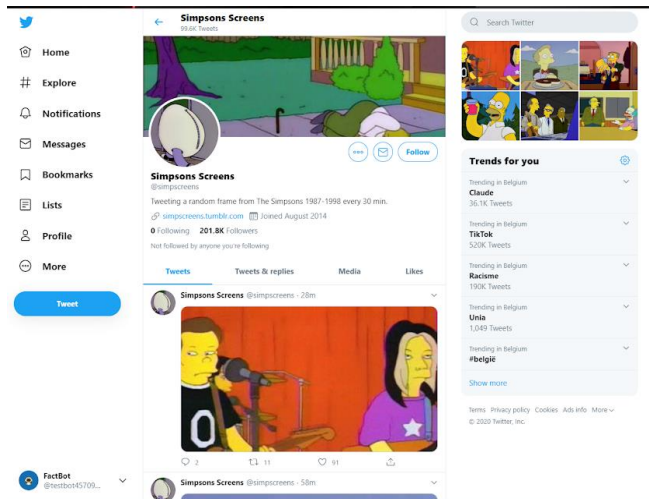 Home
Explore
Notifications
Messages
Bookmarks
Lists
Profile
More
Tweet
FactBot
@testbot45709...
Simpsons Screens
99.6K Tweets
Follow
Simpsons Screens
@simpscreens
Tweeting a random frame from The Simpsons 1987-1998 every 30 min.
simpscreens.tumblr.com Joined August 2014
0 Following 201.8K Followers
Not followed by anyone you're following
Tweets Tweets & replies Media Likes
Simpsons Screens @simpscreens · 28m
2 11 91
Simpsons Screens @simpscreens · 58m
Search Twitter
Trends for you
Trending in Belgium
Claude
36.1K Tweets
Trending in Belgium
TikTok
520K Tweets
Trending in Belgium
Racisme
190K Tweets
Trending in Belgium
Unia
1,049 Tweets
Trending in Belgium
#belgië
Show more
Terms Privacy policy Cookies Ads info More
© 2020 Twitter, Inc.